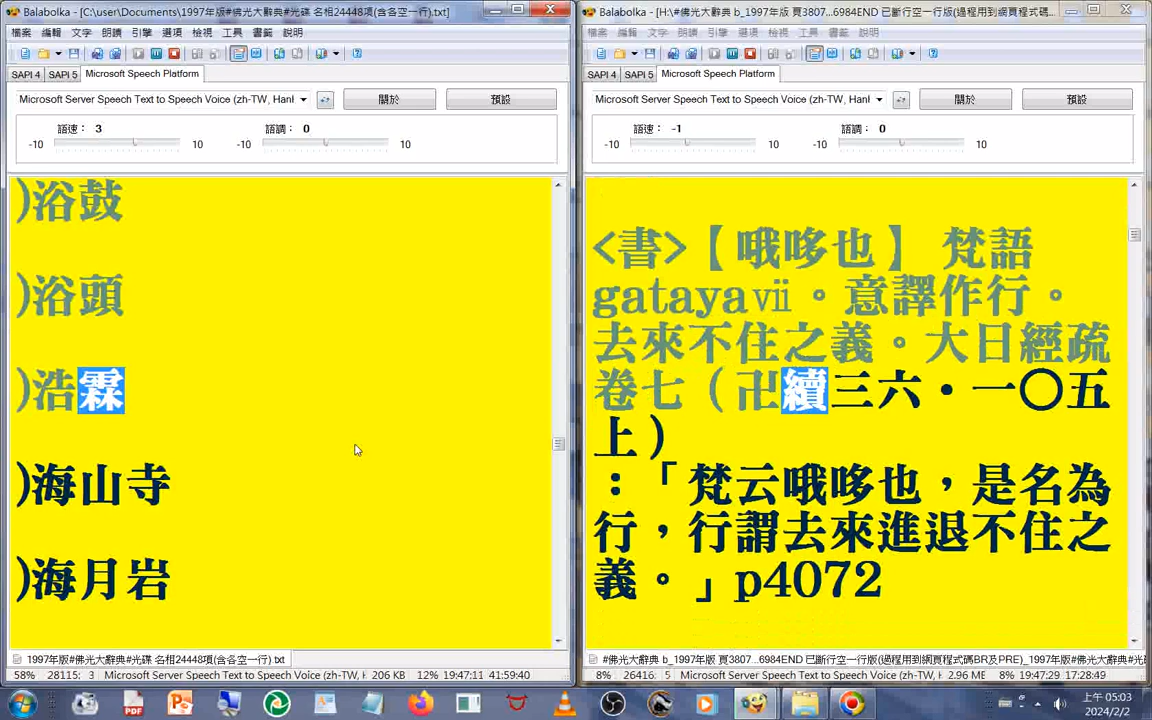 Balabolka - [C:\user\Documents\1997年版#佛光大辭典#光碟 名相24448項(含各空一行).txt]
檔案 編輯 文字 朗讀 引擎 選項 檢視 工具 書籤 說明
SAPI 4 SAPI 5 Microsoft Speech Platform
Microsoft Server Speech Text to Speech Voice (zh-TW, Hanl
關於 預設
語速： 3 語調： 0
-10 10 -10 10
)浴鼓
)浴頭
)浩霖
)海山寺
)海月岩
1997年版#佛光大辭典#光碟 名相24448項(含各空一行).txt
58% 28115: 3 Microsoft Server Speech Text to Speech Voice (zh-TW, H 206 KB 12% 19:47:11 41:59:40
Balabolka - [H:\#佛光大辭典 b_1997年版 頁3807...6984END 已斷行空一行版(過程用到網頁程式碼
檔案 編輯 文字 朗讀 引擎 選項 檢視 工具 書籤 說明
SAPI 4 SAPI 5 Microsoft Speech Platform
Microsoft Server Speech Text to Speech Voice (zh-TW, Hanl
關於 預設
語速： -1 語調： 0
-10 10 -10 10
<書>【哦哆也】 梵語
gatayaⅶ。意譯作行。
去來不住之義。大日經疏
卷七（卍續三六・一〇五
上）
：「梵云哦哆也，是名為
行，行謂去來進退不住之
義。」p4072
#佛光大辭典 b_1997年版 頁3807...6984END 已斷行空一行版(過程用到網頁程式碼BR及PRE)_1997年版#光
8% 26416: Microsoft Server Speech Text to Speech Voice (zh-TW, H 2.96 ME 8% 19:47:29 17:28:49
上午 05:03
2024/2/2